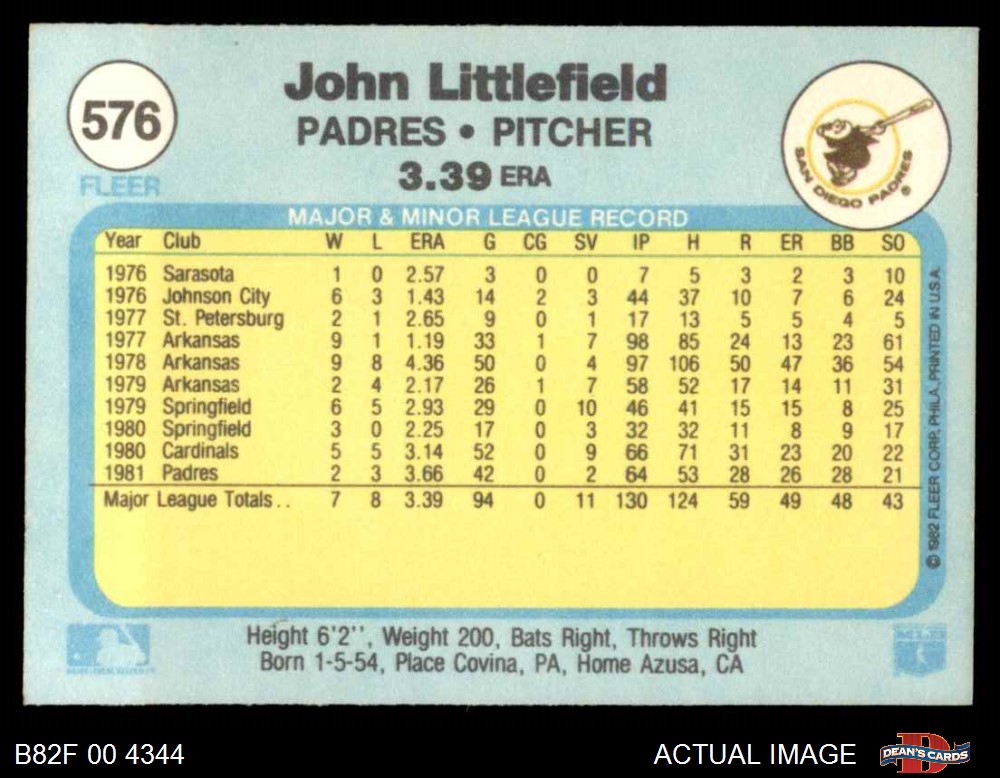 576
FLEER
John Littlefield
PADRES • PITCHER
3.39 ERA
SAN DIEGO PADRES ®
MAJOR & MINOR LEAGUE RECORD
Year Club W L ERA G CG SV IP H R ER BB SO
1976 Sarasota 1 0 2.57 3 0 0 7 5 3 2 3 10
1976 Johnson City 6 3 1.43 14 2 3 44 37 10 7 6 24
1977 St. Petersburg 2 1 2.65 9 0 1 17 13 5 5 4 5
1977 Arkansas 9 1 1.19 33 1 7 98 85 24 13 23 61
1978 Arkansas 9 8 4.36 50 0 4 97 106 50 47 36 54
1979 Arkansas 2 4 2.17 26 1 7 58 52 17 14 11 31
1979 Springfield 6 5 2.93 29 0 10 46 41 15 15 8 25
1980 Springfield 3 0 2.25 17 0 3 32 32 11 8 9 17
1980 Cardinals 5 5 3.14 52 0 9 66 71 31 23 20 22
1981 Padres 2 3 3.66 42 0 2 64 53 28 26 28 21
Major League Totals . . 7 8 3.39 94 0 11 130 124 59 49 48 43
© 1982 FLEER CORP., PHILA., PRINTED IN U.S.A.
Height 6'2'', Weight 200, Bats Right, Throws Right
Born 1-5-54, Place Covina, PA, Home Azusa, CA
B82F 00 4344
ACTUAL IMAGE
DEAN'S CARDS